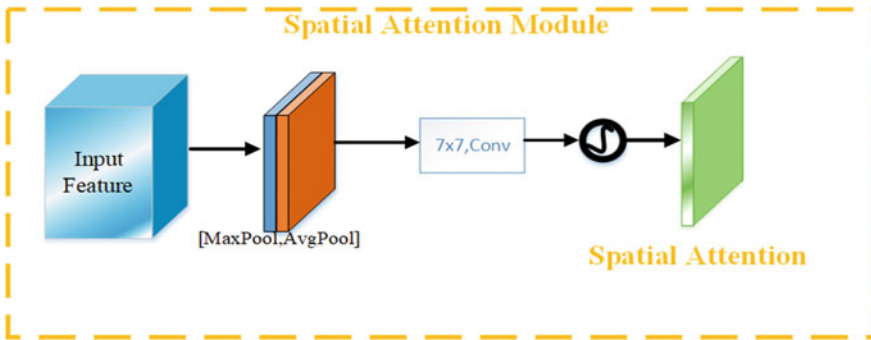 Spatial Attention Module
Input
Feature
[MaxPool,AvgPool]
7x7,Conv
Spatial Attention